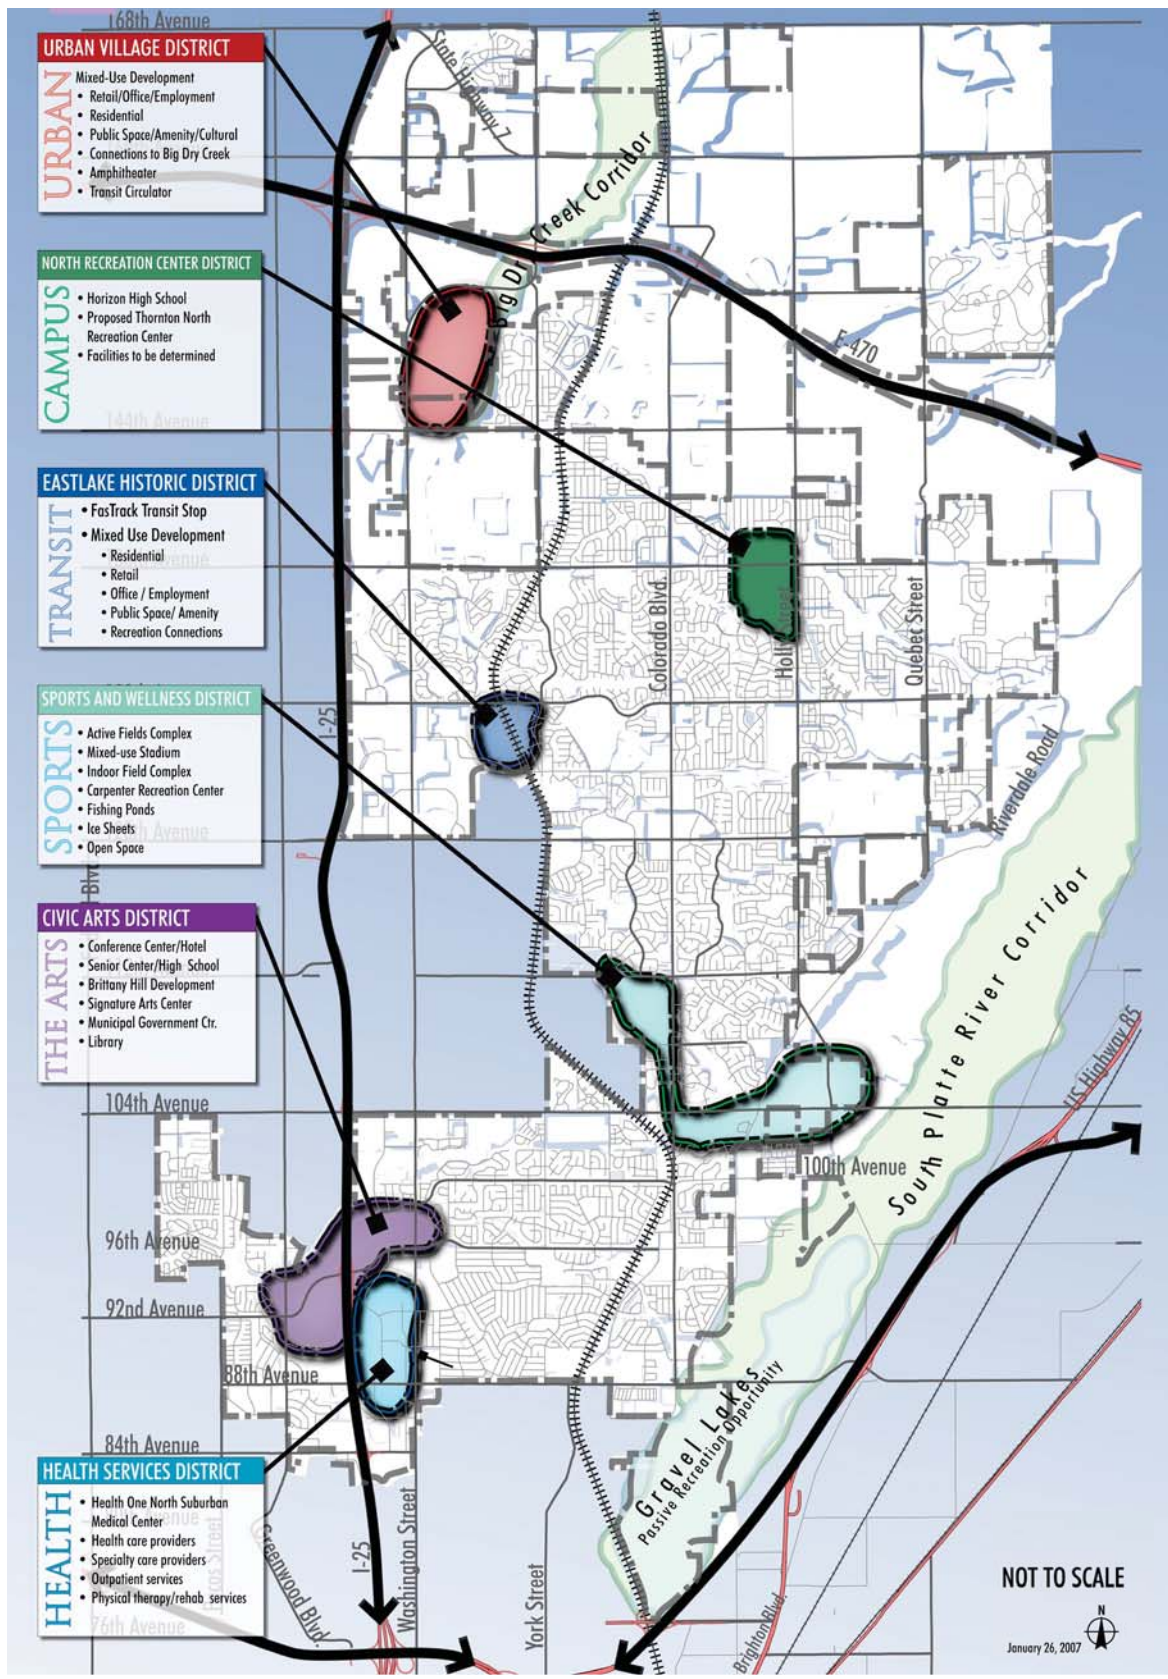 168th Avenue
URBAN VILLAGE DISTRICT
URBAN
Mixed-Use Development
• Retail/Office/Employment
• Residential
• Public Space/Amenity/Cultural
• Connections to Big Dry Creek
• Amphitheater
• Transit Circulator
State Highway 7
Creek Corridor
Big Dr
E-470
NORTH RECREATION CENTER DISTRICT
CAMPUS
• Horizon High School
• Proposed Thornton North
Recreation Center
• Facilities to be determined
144th Avenue
EASTLAKE HISTORIC DISTRICT
TRANSIT
• FasTrack Transit Stop
• Mixed Use Development
• Residential
• Retail
• Office / Employment
• Public Space/ Amenity
• Recreation Connections
Colorado Blvd.
Street
Quebec Street
I-25
Riverdale Road
SPORTS AND WELLNESS DISTRICT
SPORTS
• Active Fields Complex
• Mixed-use Stadium
• Indoor Field Complex
• Carpenter Recreation Center
• Fishing Ponds
• Ice Sheets
• Open Space
Avenue
Blvd
CIVIC ARTS DISTRICT
THE ARTS
• Conference Center/Hotel
• Senior Center/High School
• Brittany Hill Development
• Signature Arts Center
• Municipal Government Ctr.
• Library
South Platte River Corridor
US Highway 85
104th Avenue
100th Avenue
96th Avenue
92nd Avenue
88th Avenue
84th Avenue
Gravel Lakes
Passive Recreation Opportunity
HEALTH SERVICES DISTRICT
HEALTH
• Health One North Suburban
Medical Center
• Health care providers
• Specialty care providers
• Outpatient services
• Physical therapy/rehab services
76th Avenue
Street
Greenwood Blvd.
I-25
Washington Street
York Street
Brighton Blvd.
NOT TO SCALE
N
January 26, 2007